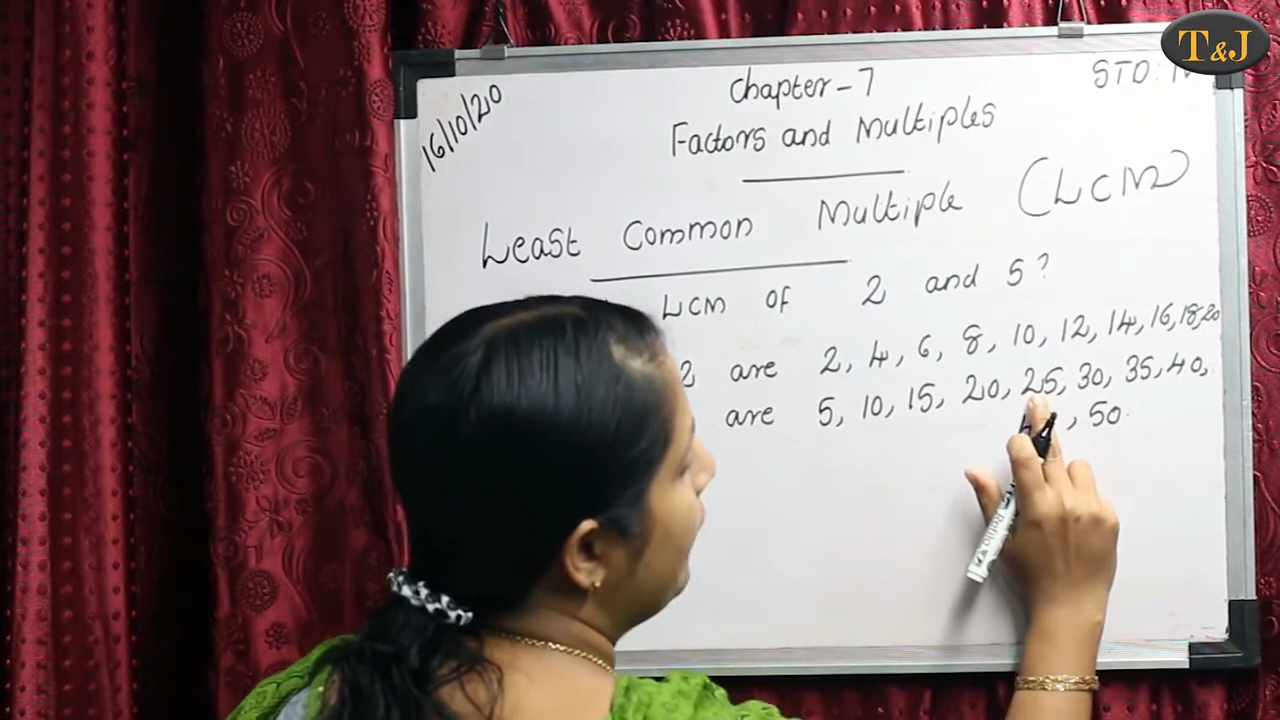 T&J
16/10/20
Chapter - 7
STD:
Factors and Multiples
Least Common Multiple (LCM)
LCM of 2 and 5?
2 are 2, 4, 6, 8, 10, 12, 14, 16, 18, 20
are 5, 10, 15, 20, 25, 30, 35, 40,
, 50.